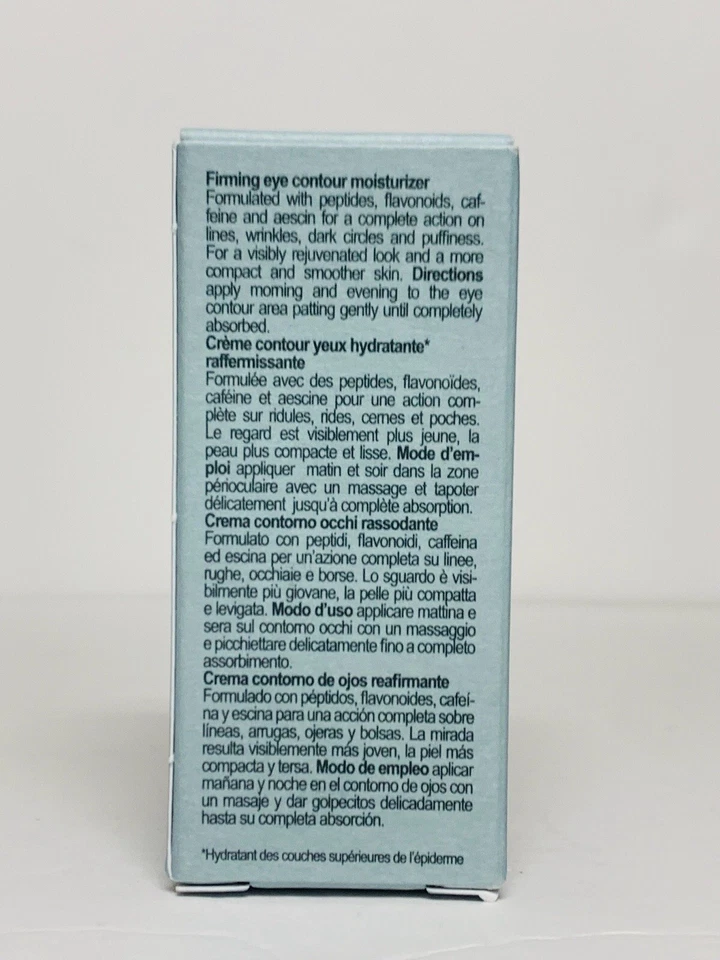 Firming eye contour moisturizer
Formulated with peptides, flavonoids, caf-
feine and aescin for a complete action on
lines, wrinkles, dark circles and puffiness.
For a visibly rejuvenated look and a more
compact and smoother skin. Directions
apply morning and evening to the eye
contour area patting gently until completely
absorbed.
Crème contour yeux hydratante*
raffermissante
Formulée avec des peptides, flavonoïdes,
caféine et aescine pour une action com-
plète sur ridules, rides, cernes et poches.
Le regard est visiblement plus jeune, la
peau plus compacte et lisse. Mode d'em-
ploi appliquer matin et soir dans la zone
périoculaire avec un massage et tapoter
délicatement jusqu'à complète absorption.
Crema contorno occhi rassodante
Formulato con peptidi, flavonoidi, caffeina
ed escina per un'azione completa su linee,
rughe, occhiaie e borse. Lo sguardo è visi-
bilmente più giovane, la pelle più compatta
e levigata. Modo d'uso applicare mattina e
sera sul contorno occhi con un massaggio
e picchiettare delicatamente fino a completo
assorbimento.
Crema contorno de ojos reafirmante
Formulado con péptidos, flavonoides, cafeí-
na y escina para una acción completa sobre
líneas, arrugas, ojeras y bolsas. La mirada
resulta visiblemente más joven, la piel más
compacta y tersa. Modo de empleo aplicar
mañana y noche en el contorno de ojos con
un masaje y dar golpecitos delicadamente
hasta su completa absorción.
*Hydratant des couches supérieures de l'épiderme